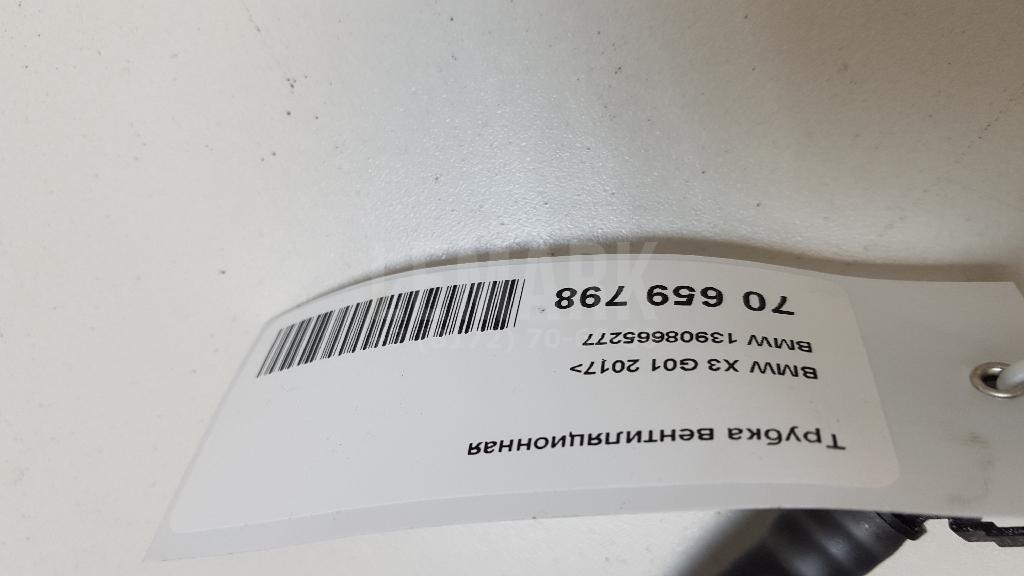 Трубка вентиляционная
BMW X3 G01 2017>
BMW 13908665277
70 659 798